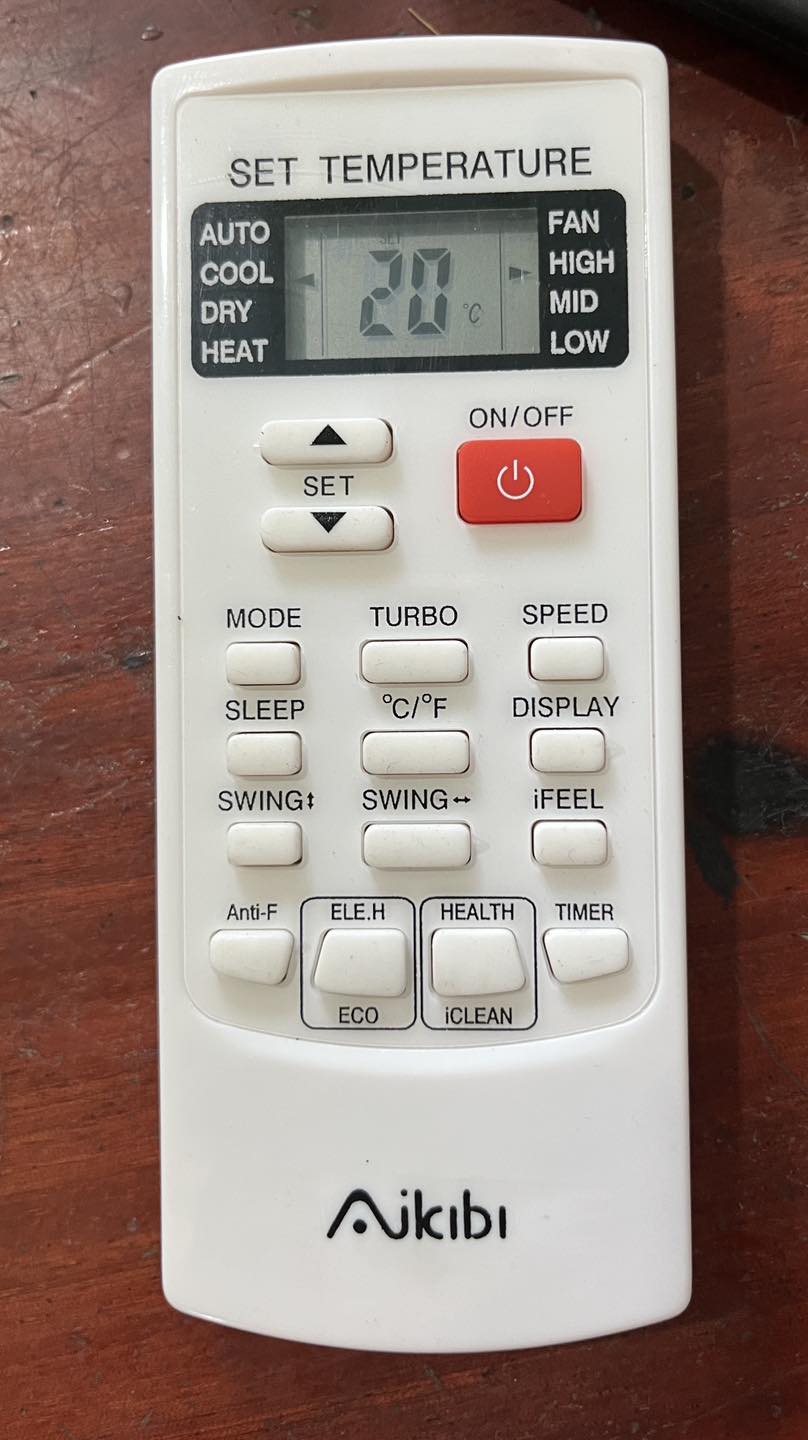 SET TEMPERATURE
AUTO
COOL
DRY
HEAT
SET
20 °C
FAN
HIGH
MID
LOW
ON/OFF
SET
MODE TURBO SPEED
SLEEP °C/°F DISPLAY
SWING↕ SWING↔ iFEEL
Anti-F ELE.H HEALTH TIMER
ECO iCLEAN
Aikibi